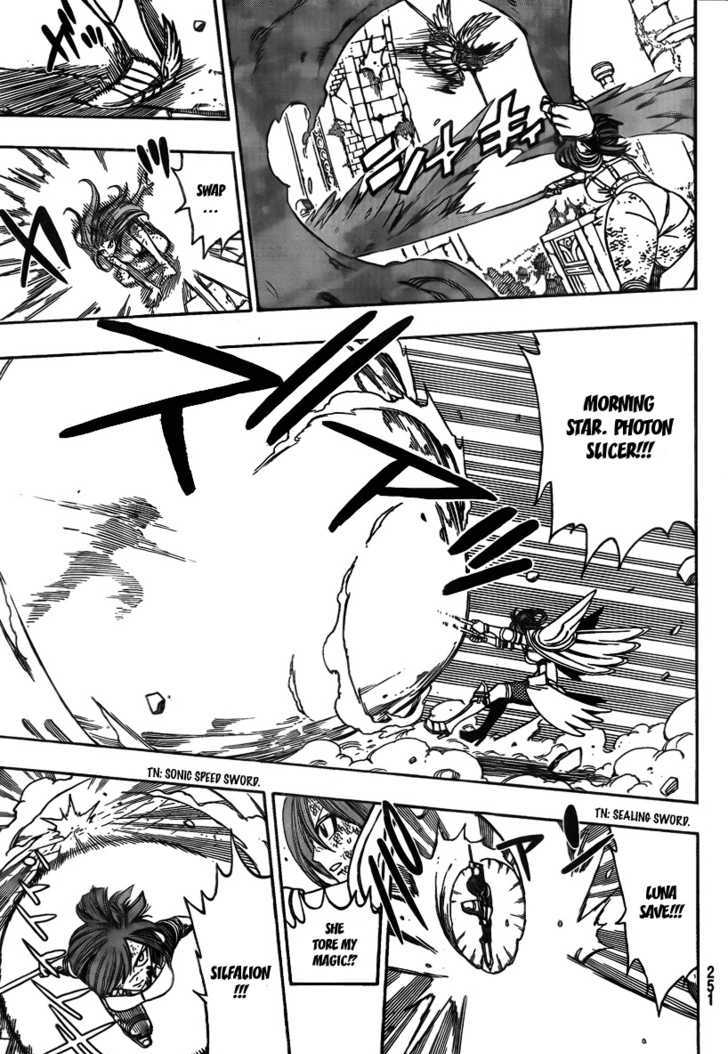 SWAP
...
MORNING
STAR. PHOTON
SLICER!!!
TN: SEALING SWORD.
LUNA
SAVE!!!
SHE
TORE MY
MAGIC!?
TN: SONIC SPEED SWORD.
SILFALION
!!!
251